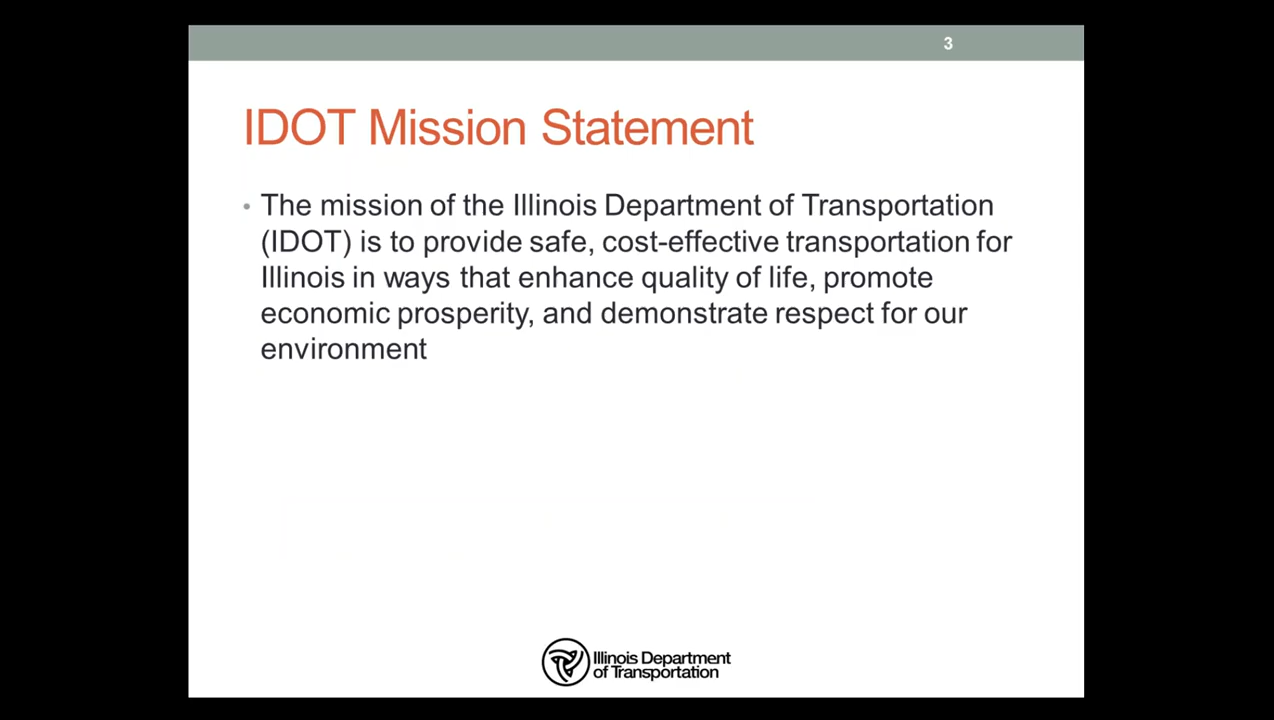 3
IDOT Mission Statement
• The mission of the Illinois Department of Transportation
(IDOT) is to provide safe, cost-effective transportation for
Illinois in ways that enhance quality of life, promote
economic prosperity, and demonstrate respect for our
environment
Illinois Department
of Transportation